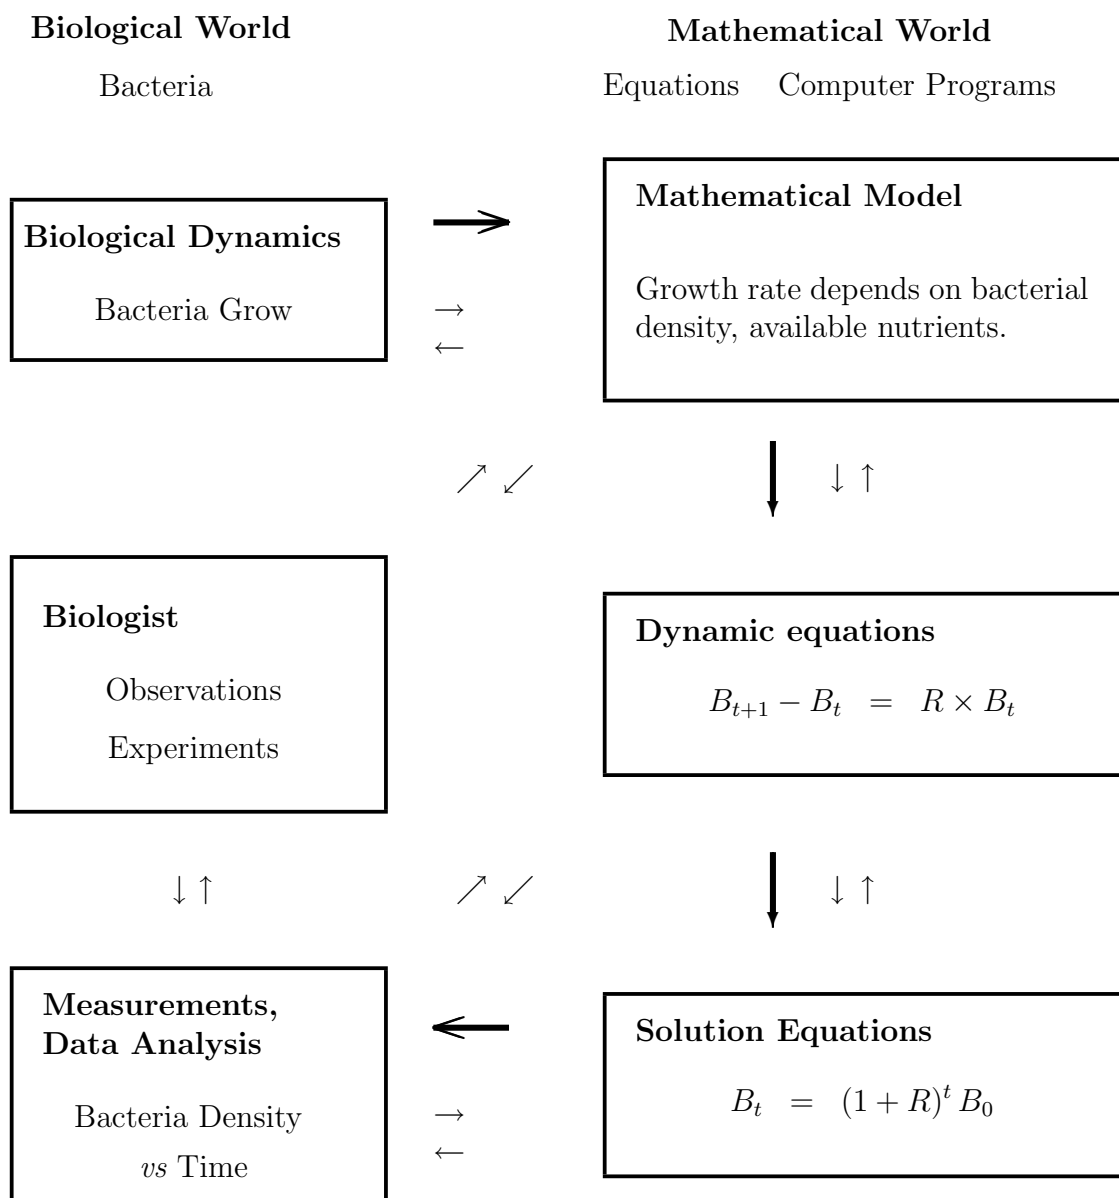 Biological World
Bacteria
Mathematical World
Equations Computer Programs
Biological Dynamics
Bacteria Grow
→
←
Mathematical Model
Growth rate depends on bacterial
density, available nutrients.
↗ ↙
↓ ↑
Biologist
Observations
Experiments
Dynamic equations
B_{t+1} − B_t = R × B_t
↓ ↑
↗ ↙
↓ ↑
Measurements,
Data Analysis
Bacteria Density
vs Time
→
←
Solution Equations
B_t = (1 + R)^t B_0